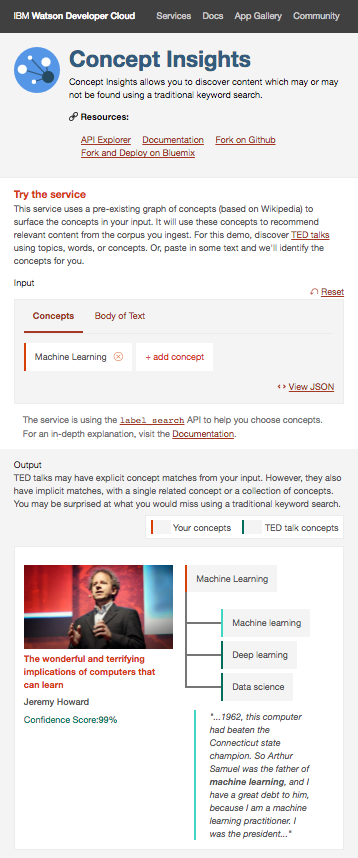 IBM Watson Developer Cloud Services Docs App Gallery Community
Concept Insights
Concept Insights allows you to discover content which may or may
not be found using a traditional keyword search.
Resources:
API Explorer Documentation Fork on Github
Fork and Deploy on Bluemix
Try the service
This service uses a pre-existing graph of concepts (based on Wikipedia) to
surface the concepts in your input. It will use these concepts to recommend
relevant content from the corpus you ingest. For this demo, discover TED talks
using topics, words, or concepts. Or, paste in some text and we'll identify the
concepts for you.
Input
Reset
Concepts Body of Text
Machine Learning + add concept
View JSON
The service is using the label_search API to help you choose concepts.
For an in-depth explanation, visit the Documentation.
Output
TED talks may have explicit concept matches from your input. However, they also
have implicit matches, with a single related concept or a collection of concepts.
You may be surprised at what you would miss using a traditional keyword search.
Your concepts TED talk concepts
Machine Learning
Machine learning
Deep learning
Data science
The wonderful and terrifying
implications of computers that
can learn
Jeremy Howard
Confidence Score:99%
"...1962, this computer
had beaten the
Connecticut state
champion. So Arthur
Samuel was the father of
machine learning, and I
have a great debt to him,
because I am a machine
learning practitioner. I
was the president..."